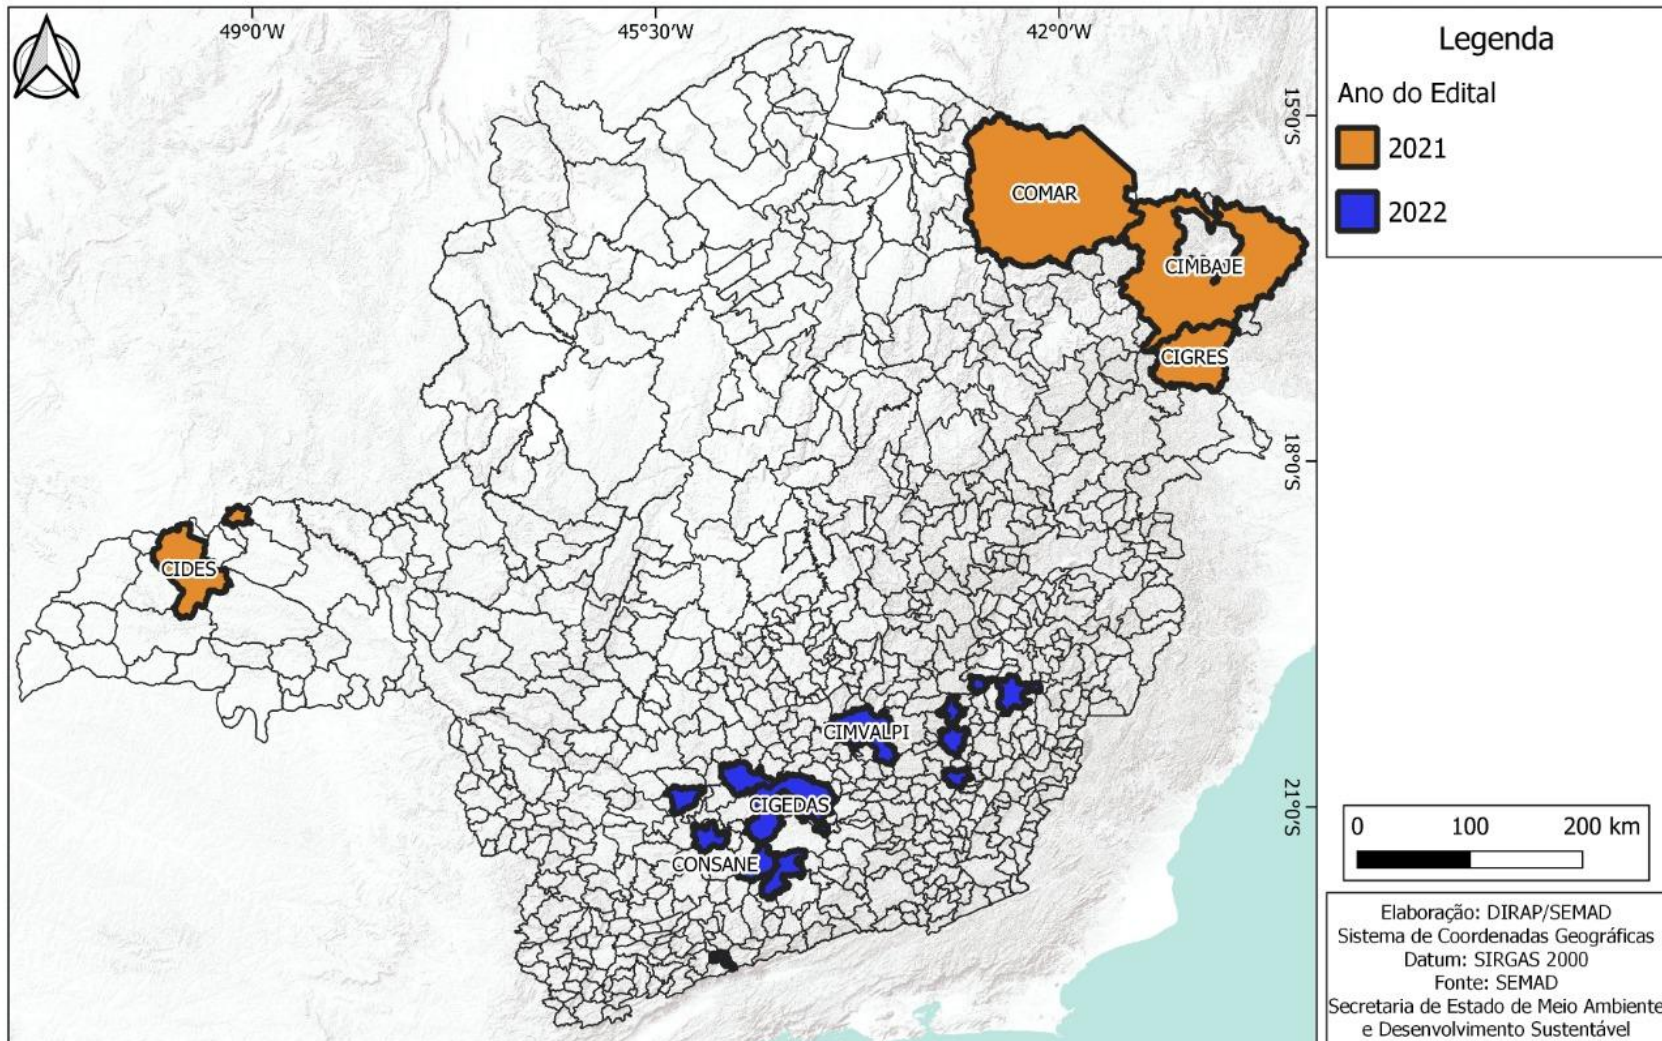 49°0'W
45°30'W
42°0'W
15°0'S
18°0'S
21°0'S
COMAR
CIMBAJE
CIGRES
CIDES
CIMVALPI
CIGEDAS
CONSANE
Legenda
Ano do Edital
2021
2022
0 100 200 km
Elaboração: DIRAP/SEMAD
Sistema de Coordenadas Geográficas
Datum: SIRGAS 2000
Fonte: SEMAD
Secretaria de Estado de Meio Ambiente
e Desenvolvimento Sustentável